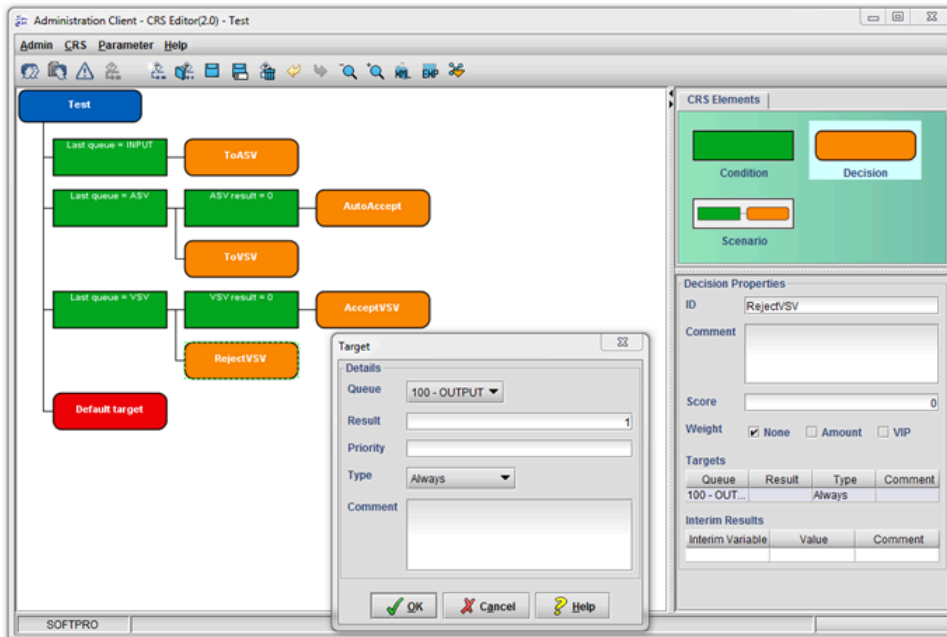 Administration Client - CRS Editor(2.0) - Test
Admin CRS Parameter Help
XML EMP
Test
Last queue = INPUT
ToASV
Last queue = ASV
ASV result = 0
AutoAccept
ToVSV
Last queue = VSV
VSV result = 0
AcceptVSV
RejectVSV
Default target
Target
Details
Queue 100 - OUTPUT
Result 1
Priority
Type Always
Comment
OK Cancel Help
CRS Elements
Condition Decision
Scenario
Decision Properties
ID RejectVSV
Comment
Score 0
Weight None Amount VIP
Targets
Queue Result Type Comment
100 - OUT... Always
Interim Results
Interim Variable Value Comment
SOFTPRO